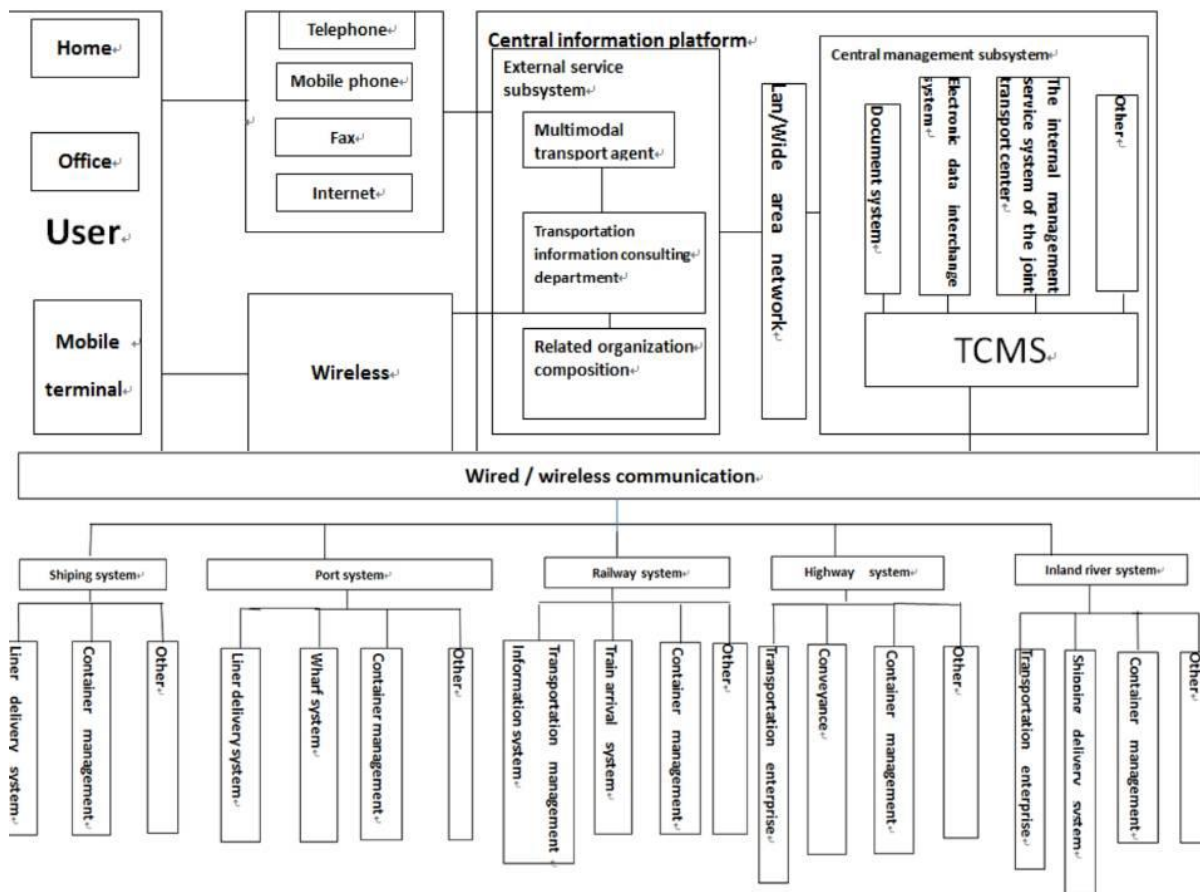 Home
Office
User
Mobile
terminal
Telephone
Mobile phone
Fax
Internet
Wireless
Central information platform
External service
subsystem
Multimodal
transport agent
Transportation
information consulting
department
Related organization
composition
Lan/Wide area network
Central management subsystem
Document system
Electronic data interchange
system
The internal management
service system of the joint
transport center
Other
TCMS
Wired / wireless communication
Shiping system
Port system
Railway system
Highway system
Inland river system
Liner delivery system
Container management
Other
Liner delivery system
Wharf system
Container management
Other
Transportation management
Information system
Train arrival system
Container management
Other
Transportation enterprise
Conveyance
Container management
Other
Transportation enterprise
Shipping delivery system
Container management
Other